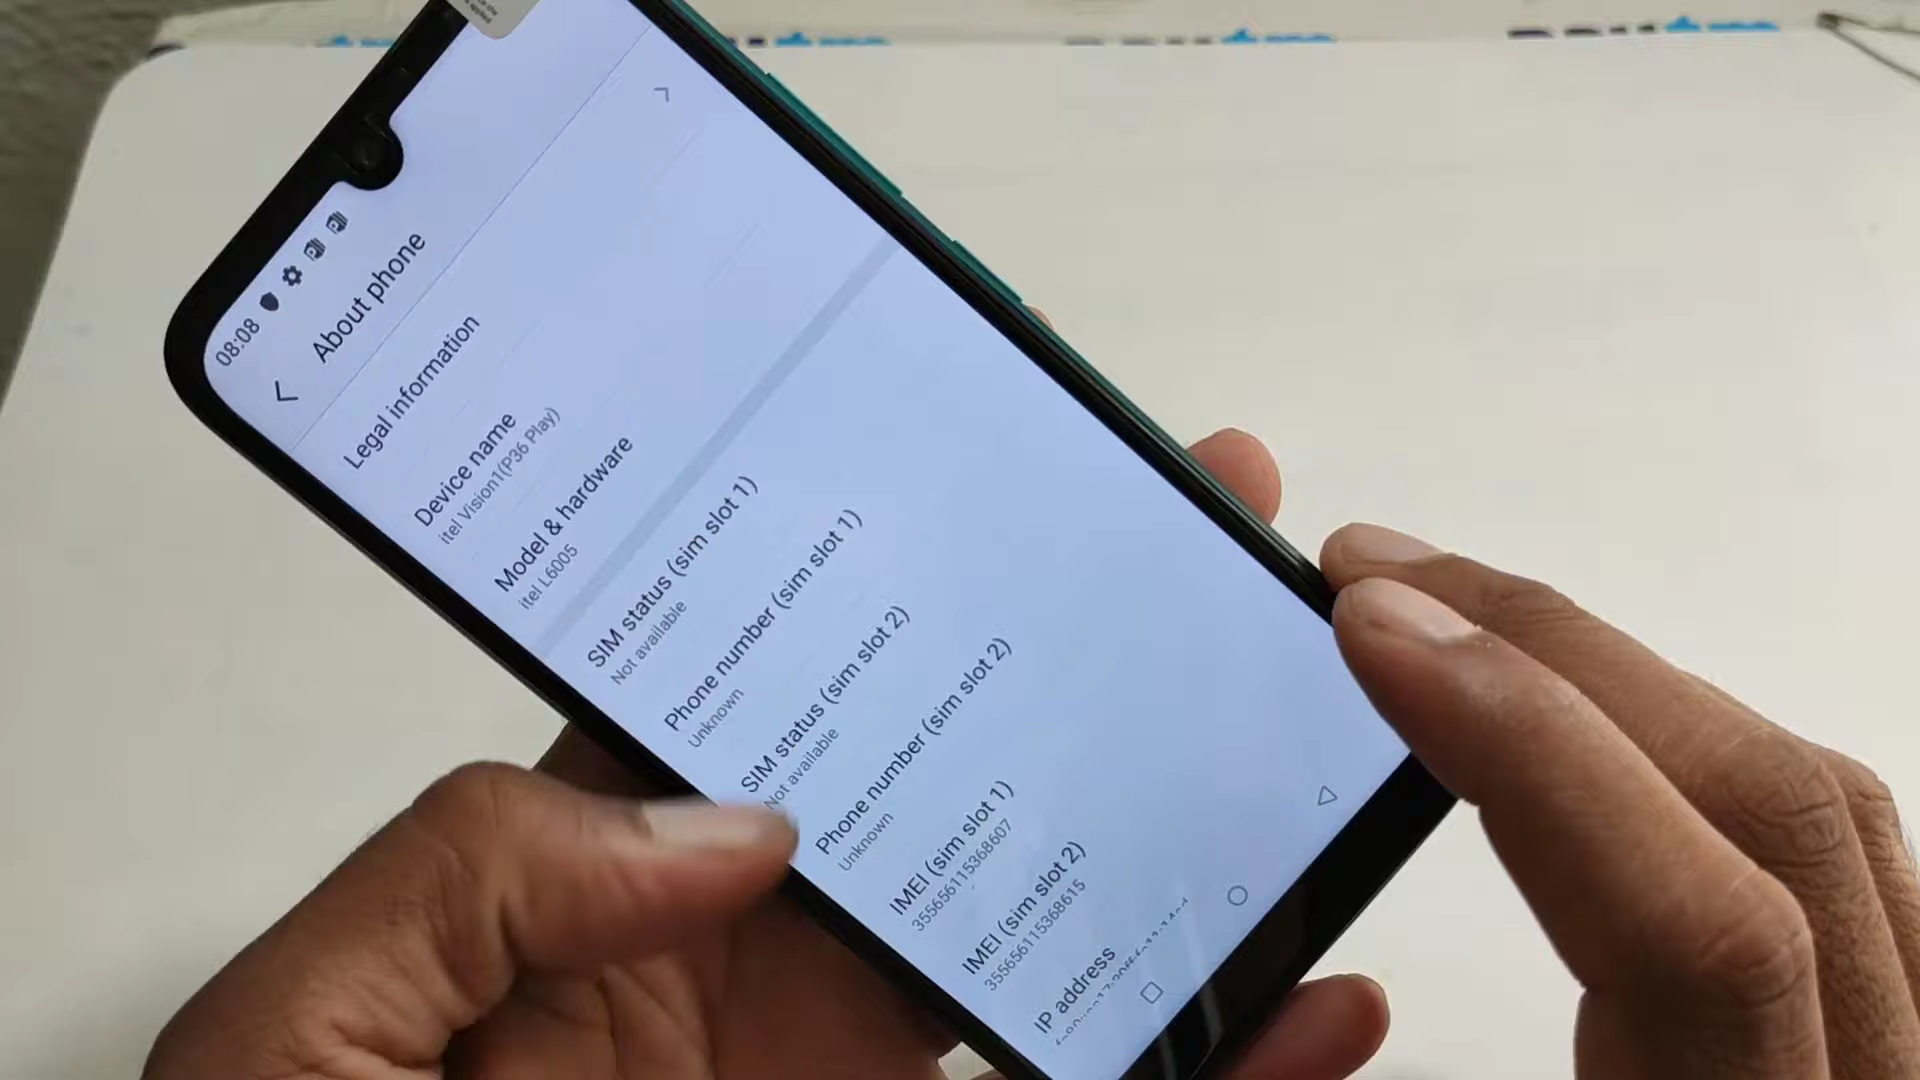 08:08
About phone
Legal information
Device name
itel Vision1(P36 Play)
Model & hardware
itel L6005
SIM status (sim slot 1)
Not available
Phone number (sim slot 1)
Unknown
SIM status (sim slot 2)
Not available
Phone number (sim slot 2)
Unknown
IMEI (sim slot 1)
355656115368607
IMEI (sim slot 2)
355656115368615
IP address